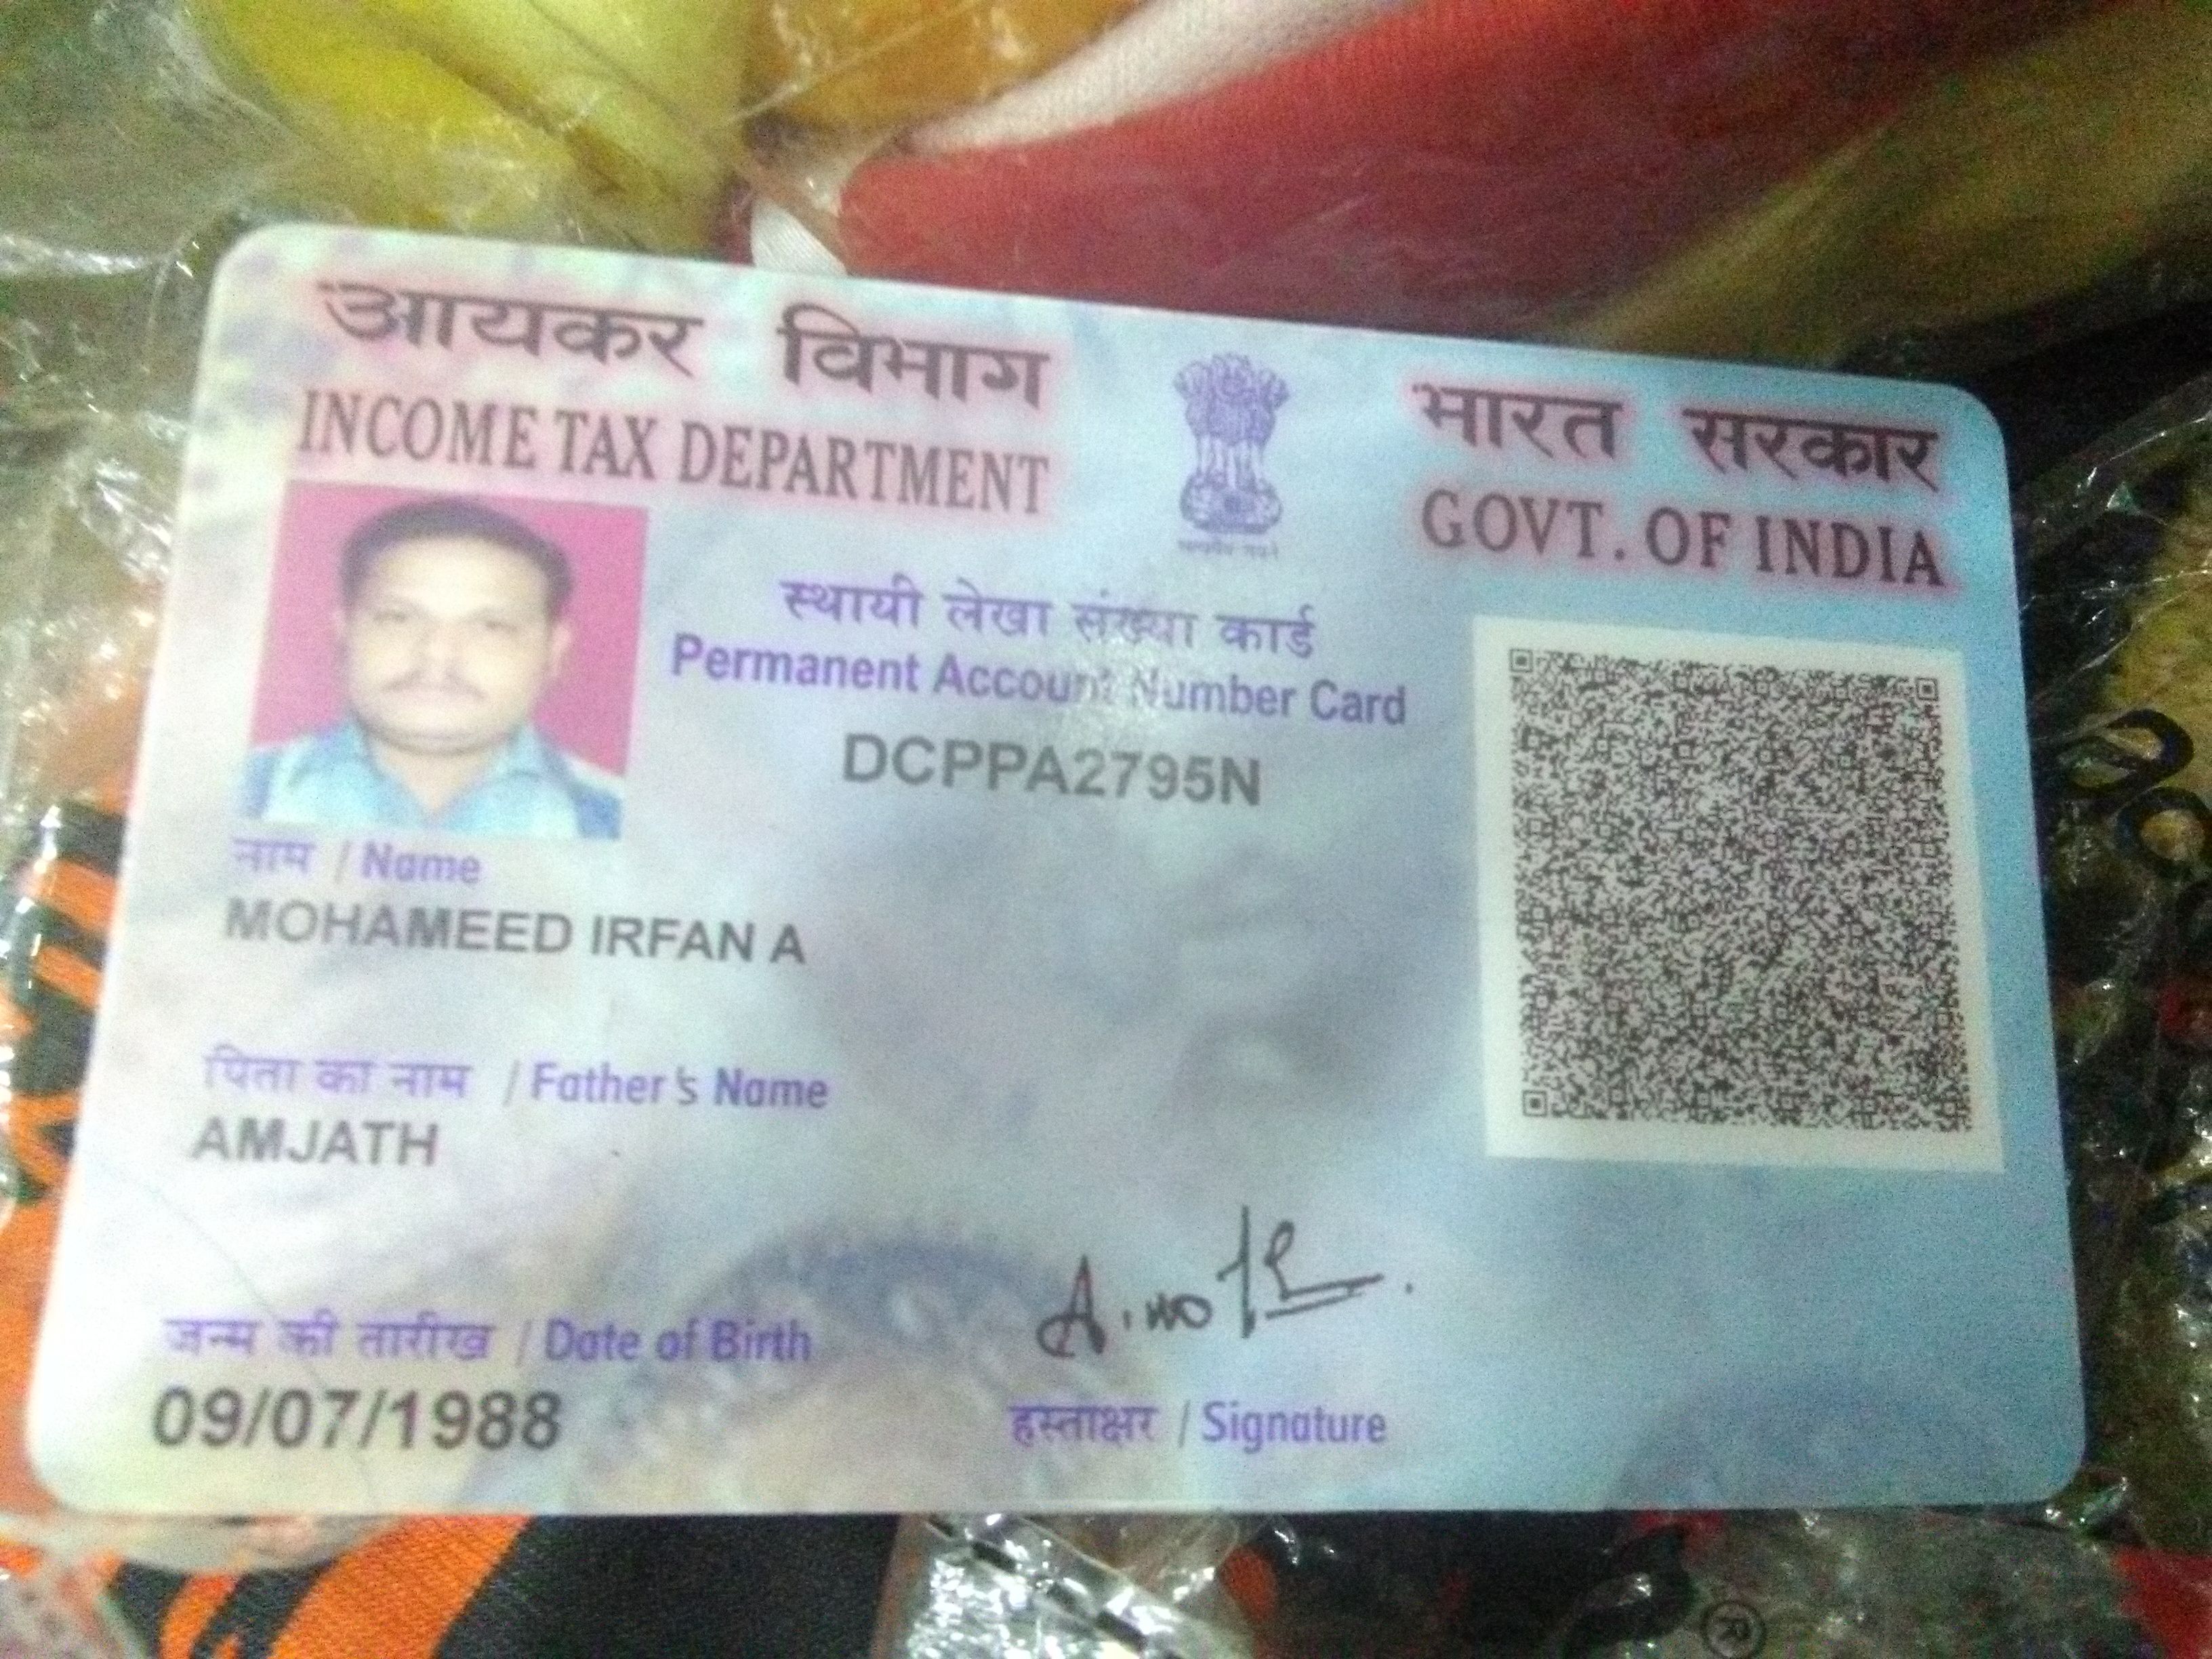 आयकर विभाग
INCOME TAX DEPARTMENT
भारत सरकार
GOVT. OF INDIA
स्थायी लेखा संख्या कार्ड
Permanent Account Number Card
DCPPA2795N
नाम / Name
MOHAMEED IRFAN A
पिता का नाम / Father's Name
AMJATH
जन्म की तारीख / Date of Birth
09/07/1988
हस्ताक्षर / Signature